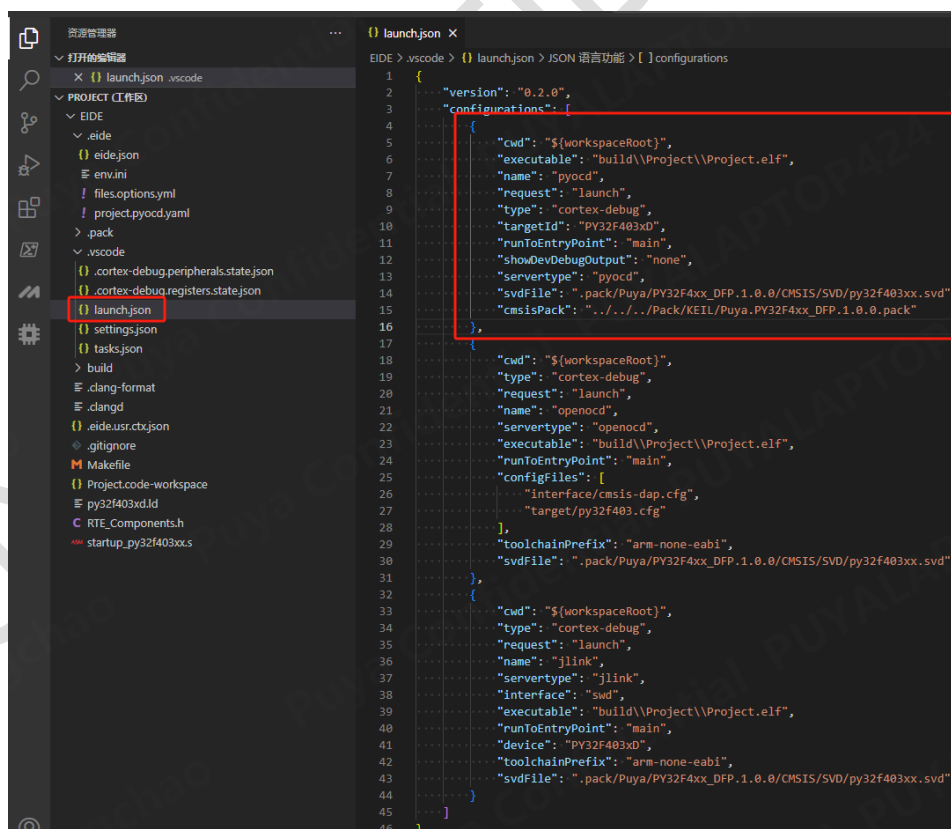 资源管理器
打开的编辑器
launch.json .vscode
PROJECT (工作区)
EIDE
.eide
eide.json
env.ini
files.options.yml
project.pyocd.yaml
.pack
.vscode
.cortex-debug.peripherals.state.json
.cortex-debug.registers.state.json
launch.json
settings.json
tasks.json
build
.clang-format
.clangd
.eide.usr.ctx.json
.gitignore
Makefile
Project.code-workspace
py32f403xd.ld
RTE_Components.h
startup_py32f403xx.s
launch.json
EIDE > .vscode > {} launch.json > JSON 语言功能 > [ ] configurations
1 {
2 "version": "0.2.0",
3 "configurations": [
4 {
5 "cwd": "${workspaceRoot}",
6 "executable": "build\\Project\\Project.elf",
7 "name": "pyocd",
8 "request": "launch",
9 "type": "cortex-debug",
10 "targetId": "PY32F403xD",
11 "runToEntryPoint": "main",
12 "showDevDebugOutput": "none",
13 "servertype": "pyocd",
14 "svdFile": ".pack/Puya/PY32F4xx_DFP.1.0.0/CMSIS/SVD/py32f403xx.svd"
15 "cmsisPack": "../../../Pack/KEIL/Puya.PY32F4xx_DFP.1.0.0.pack"
16 },
17 {
18 "cwd": "${workspaceRoot}",
19 "type": "cortex-debug",
20 "request": "launch",
21 "name": "openocd",
22 "servertype": "openocd",
23 "executable": "build\\Project\\Project.elf",
24 "runToEntryPoint": "main",
25 "configFiles": [
26 "interface/cmsis-dap.cfg",
27 "target/py32f403.cfg"
28 ],
29 "toolchainPrefix": "arm-none-eabi",
30 "svdFile": ".pack/Puya/PY32F4xx_DFP.1.0.0/CMSIS/SVD/py32f403xx.svd"
31 },
32 {
33 "cwd": "${workspaceRoot}",
34 "type": "cortex-debug",
35 "request": "launch",
36 "name": "jlink",
37 "servertype": "jlink",
38 "interface": "swd",
39 "executable": "build\\Project\\Project.elf",
40 "runToEntryPoint": "main",
41 "device": "PY32F403xD",
42 "toolchainPrefix": "arm-none-eabi",
43 "svdFile": ".pack/Puya/PY32F4xx_DFP.1.0.0/CMSIS/SVD/py32f403xx.svd"
44 }
45 ]
46 }